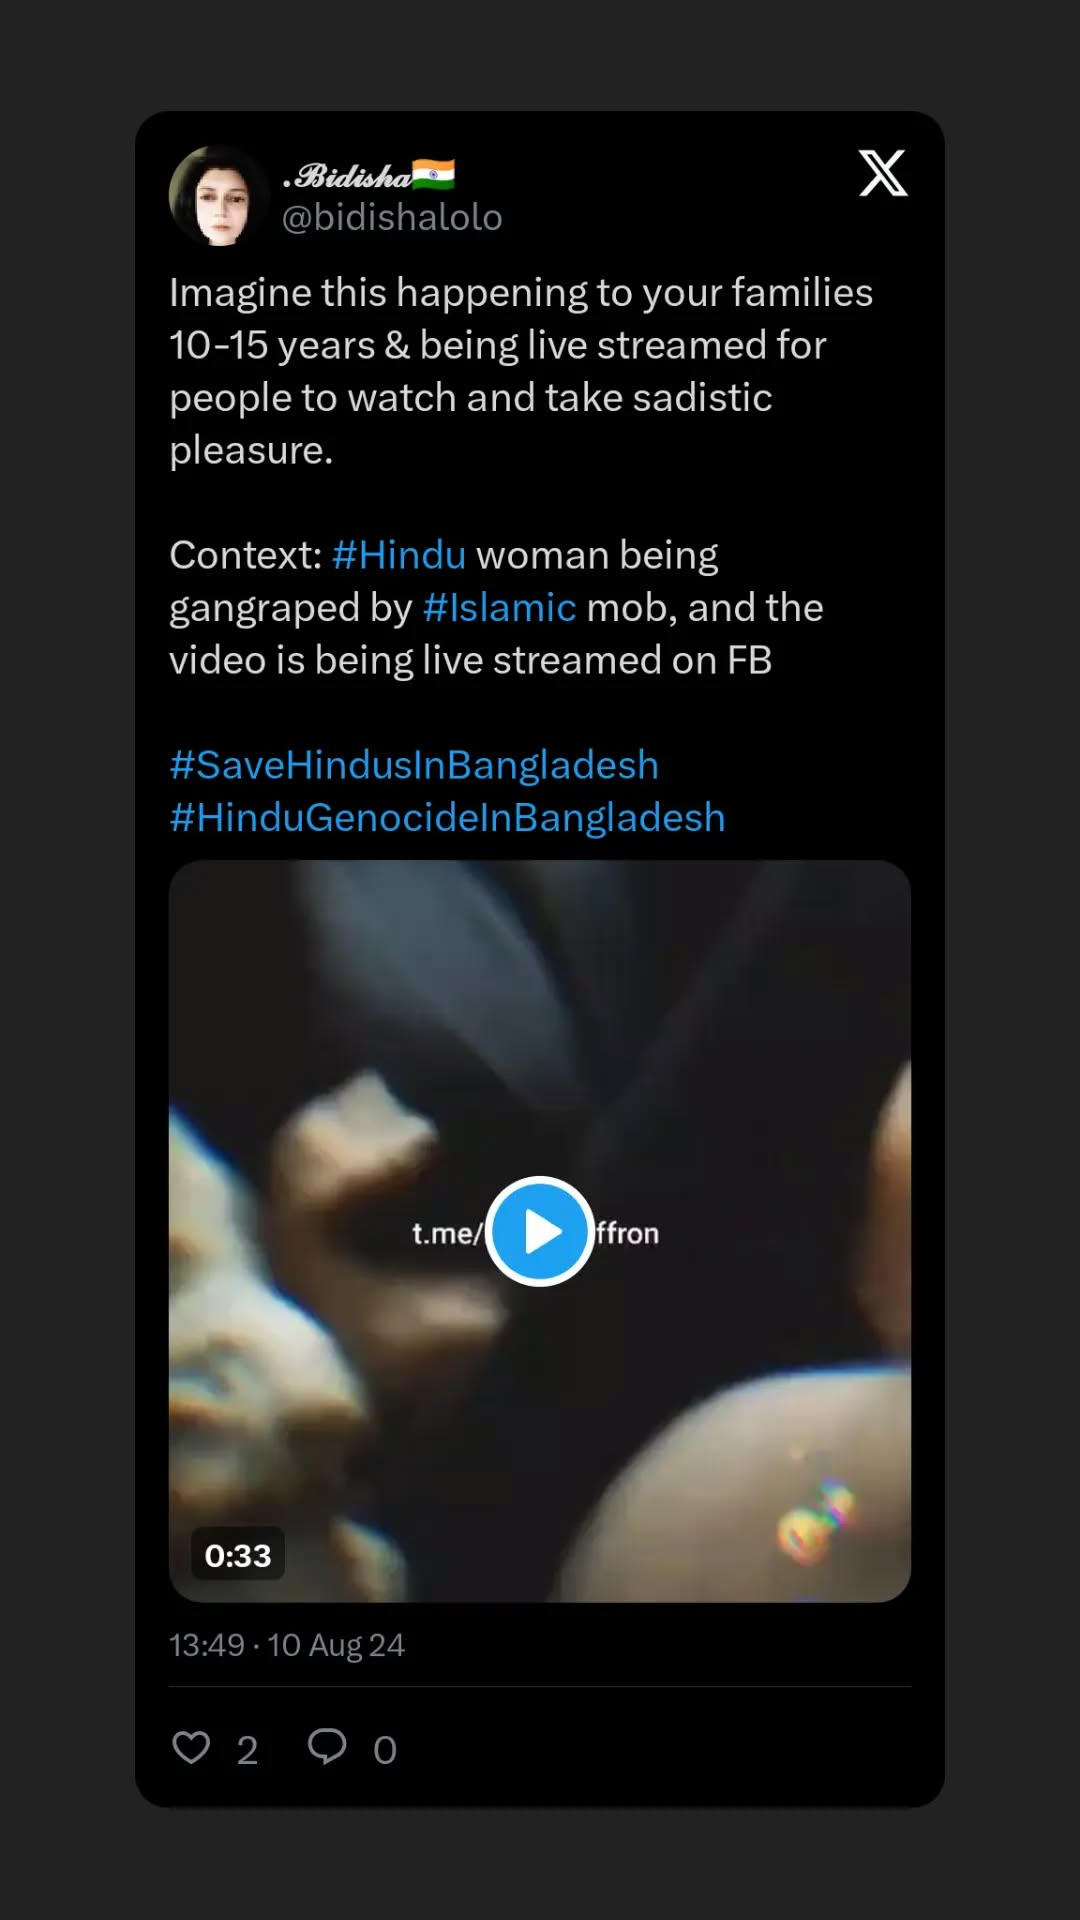 .ℬ𝒾𝒹𝒾𝓈𝒽𝒶🇮🇳
@bidishalolo
Imagine this happening to your families
10-15 years & being live streamed for
people to watch and take sadistic
pleasure.
Context: #Hindu woman being
gangraped by #Islamic mob, and the
video is being live streamed on FB
#SaveHindusInBangladesh
#HinduGenocideInBangladesh
t.me/ ffron
0:33
13:49 · 10 Aug 24
2 0